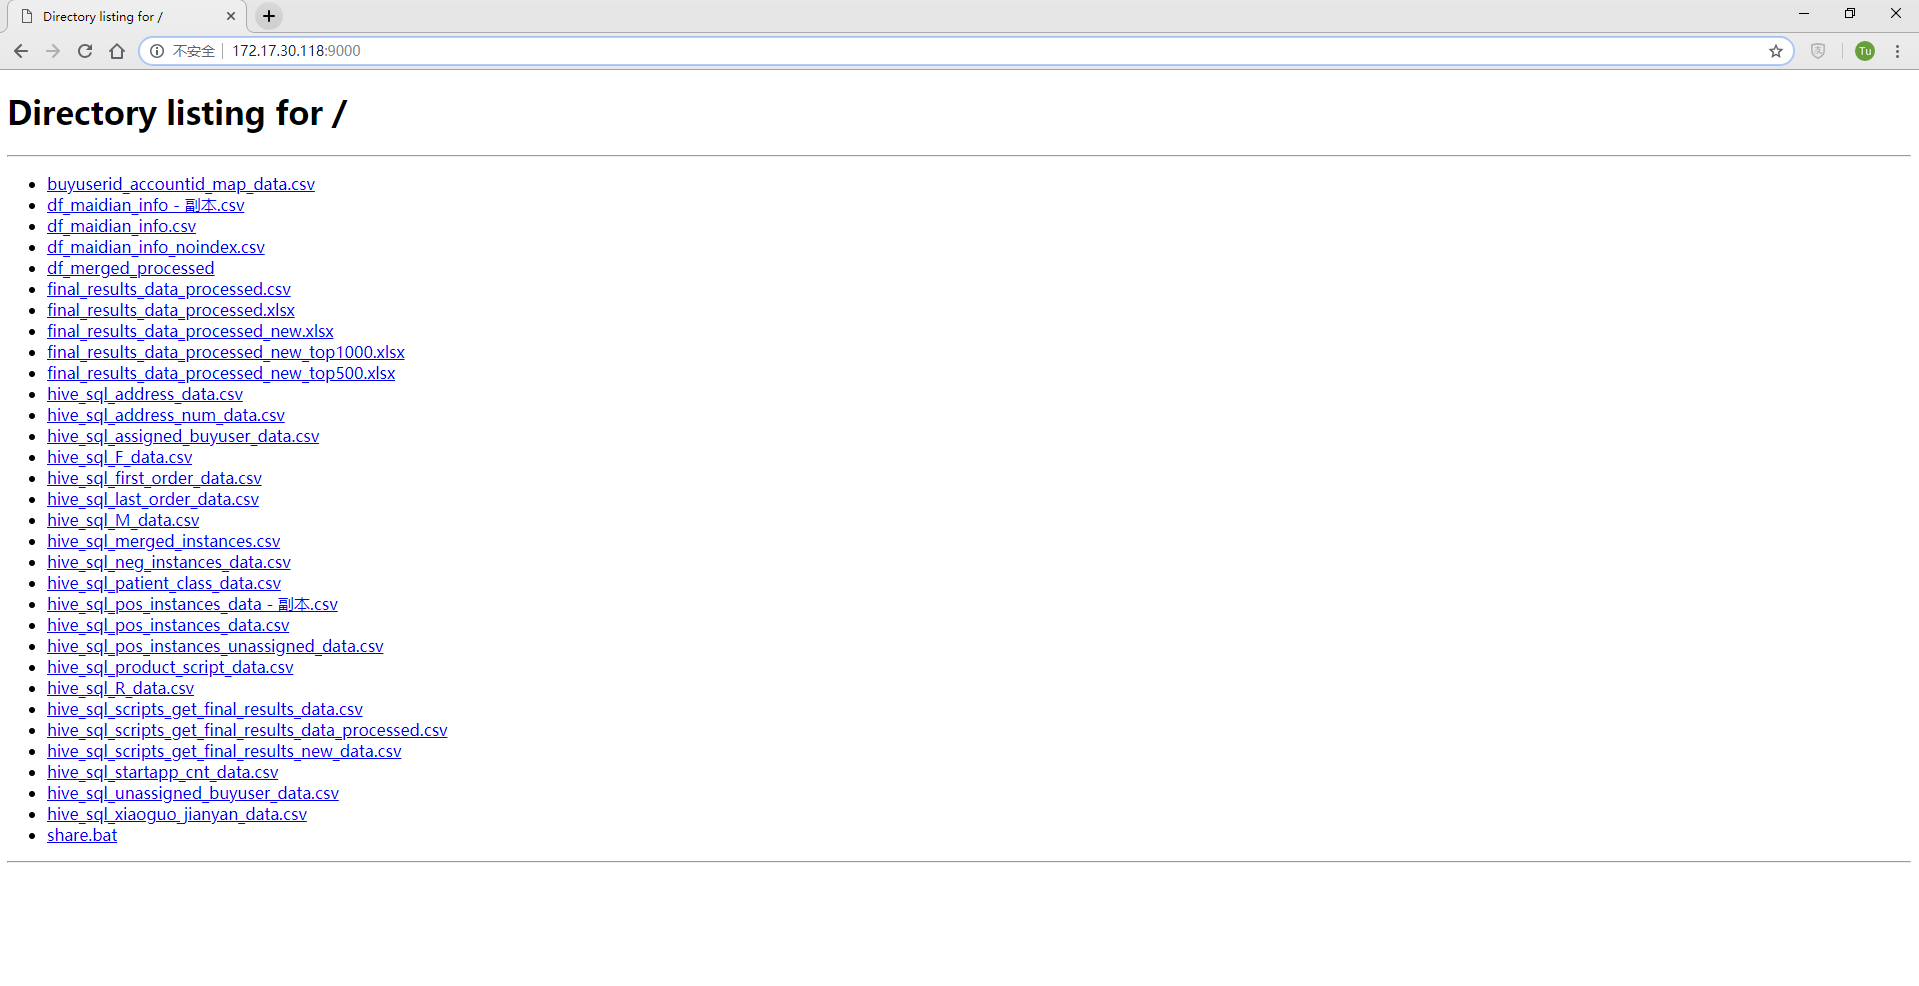 Directory listing for /
不安全 172.17.30.118:9000
Tu
Directory listing for /
buyuserid_accountid_map_data.csv
df_maidian_info - 副本.csv
df_maidian_info.csv
df_maidian_info_noindex.csv
df_merged_processed
final_results_data_processed.csv
final_results_data_processed.xlsx
final_results_data_processed_new.xlsx
final_results_data_processed_new_top1000.xlsx
final_results_data_processed_new_top500.xlsx
hive_sql_address_data.csv
hive_sql_address_num_data.csv
hive_sql_assigned_buyuser_data.csv
hive_sql_F_data.csv
hive_sql_first_order_data.csv
hive_sql_last_order_data.csv
hive_sql_M_data.csv
hive_sql_merged_instances.csv
hive_sql_neg_instances_data.csv
hive_sql_patient_class_data.csv
hive_sql_pos_instances_data - 副本.csv
hive_sql_pos_instances_data.csv
hive_sql_pos_instances_unassigned_data.csv
hive_sql_product_script_data.csv
hive_sql_R_data.csv
hive_sql_scripts_get_final_results_data.csv
hive_sql_scripts_get_final_results_data_processed.csv
hive_sql_scripts_get_final_results_new_data.csv
hive_sql_startapp_cnt_data.csv
hive_sql_unassigned_buyuser_data.csv
hive_sql_xiaoguo_jianyan_data.csv
share.bat